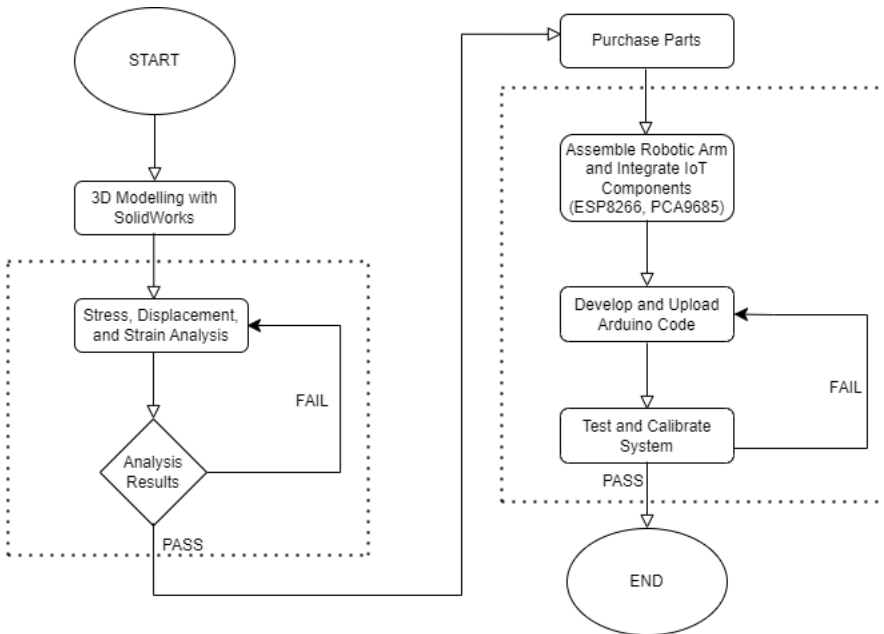 START
3D Modelling with
SolidWorks
Stress, Displacement,
and Strain Analysis
FAIL
Analysis
Results
PASS
Purchase Parts
Assemble Robotic Arm
and Integrate IoT
Components
(ESP8266, PCA9685)
Develop and Upload
Arduino Code
FAIL
Test and Calibrate
System
PASS
END